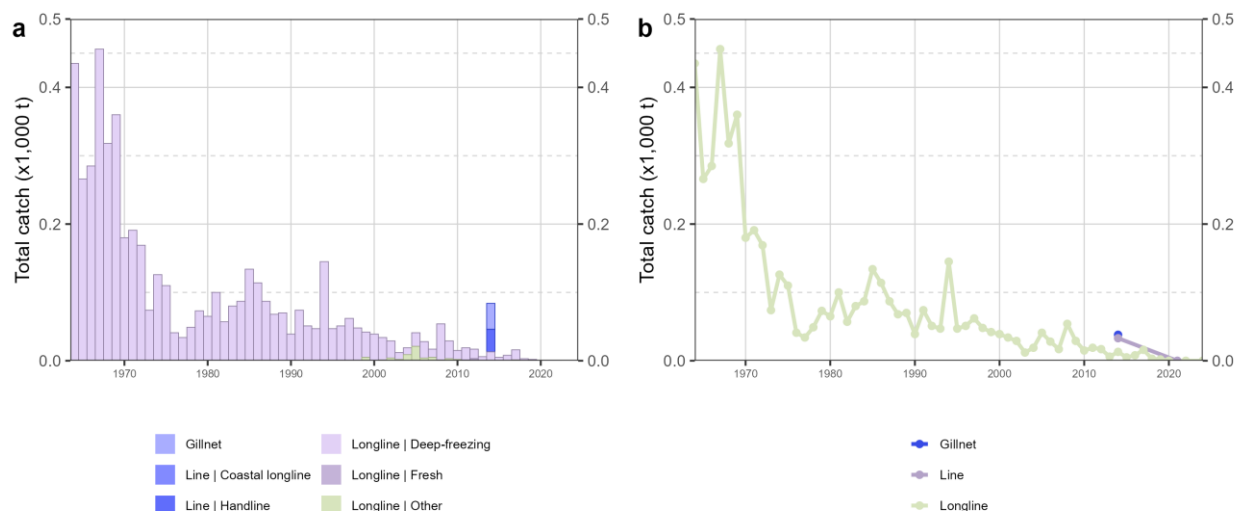 a
0.5
0.4
0.2
0.0
0.5
0.4
0.2
0.0
Total catch (x1,000 t)
1970 1980 1990 2000 2010 2020
Gillnet
Line | Coastal longline
Line | Handline
Longline | Deep-freezing
Longline | Fresh
Longline | Other
b
0.5
0.4
0.2
0.0
0.5
0.4
0.2
0.0
Total catch (x1,000 t)
1970 1980 1990 2000 2010 2020
Gillnet
Line
Longline